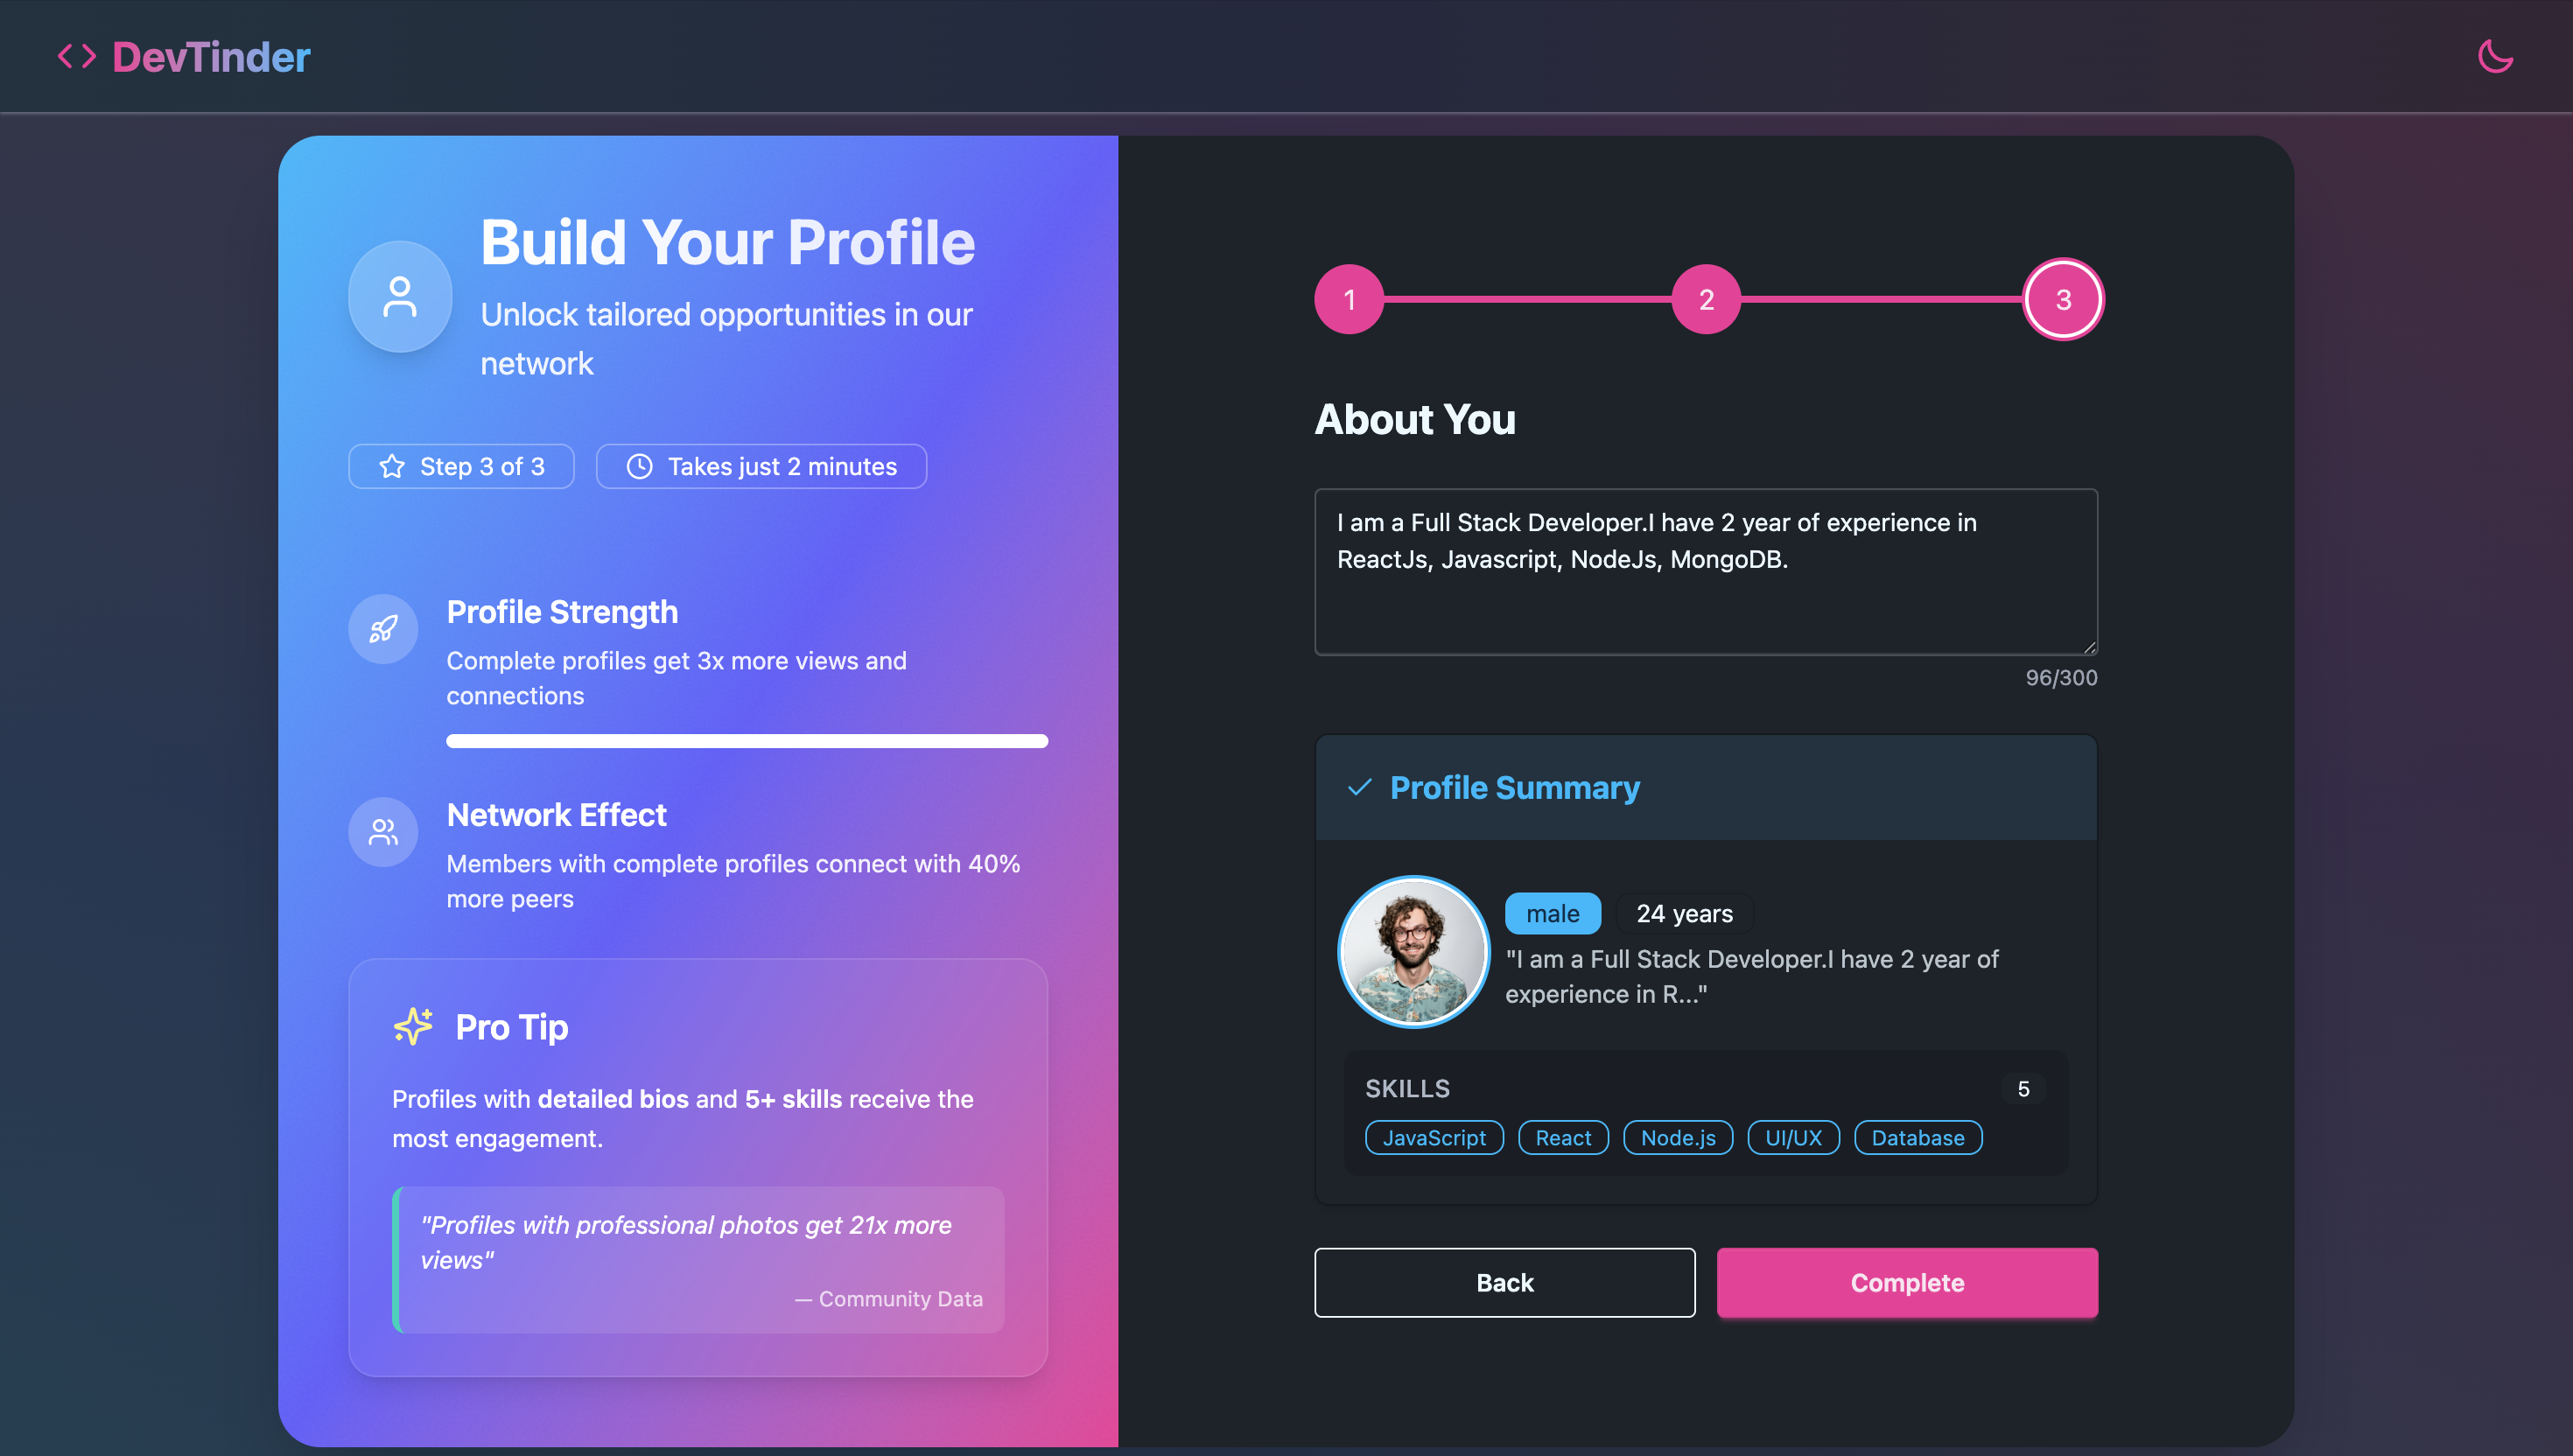 DevTinder
Build Your Profile
Unlock tailored opportunities in our
network
Step 3 of 3
Takes just 2 minutes
Profile Strength
Complete profiles get 3x more views and
connections
Network Effect
Members with complete profiles connect with 40%
more peers
Pro Tip
Profiles with detailed bios and 5+ skills receive the
most engagement.
"Profiles with professional photos get 21x more
views"
— Community Data
1
2
3
About You
I am a Full Stack Developer.I have 2 year of experience in
ReactJs, Javascript, NodeJs, MongoDB.
96/300
Profile Summary
male
24 years
"I am a Full Stack Developer.I have 2 year of
experience in R..."
SKILLS
5
JavaScript
React
Node.js
UI/UX
Database
Back
Complete